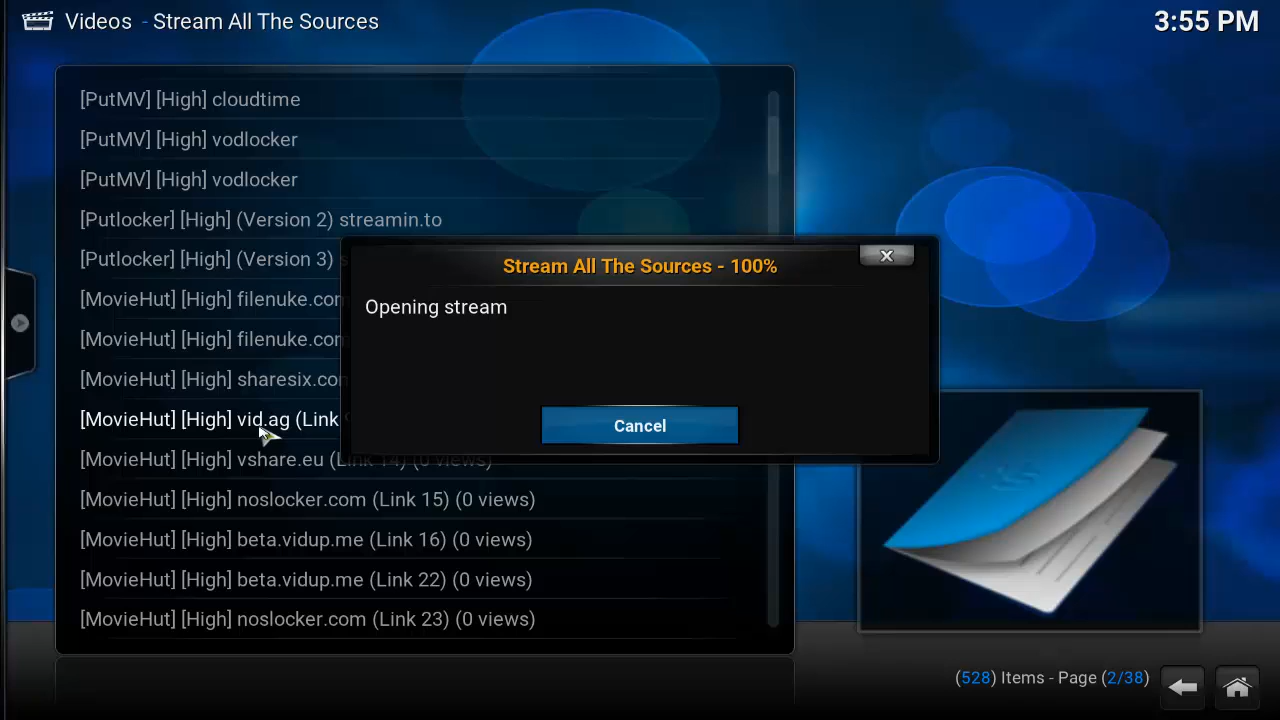 Videos - Stream All The Sources
3:55 PM
[PutMV] [High] cloudtime
[PutMV] [High] vodlocker
[PutMV] [High] vodlocker
[Putlocker] [High] (Version 2) streamin.to
[Putlocker] [High] (Version 3)
[MovieHut] [High] filenuke.com
[MovieHut] [High] filenuke.com
[MovieHut] [High] sharesix.com
[MovieHut] [High] vid.ag (Link
[MovieHut] [High] vshare.eu (Link 14) (0 views)
[MovieHut] [High] noslocker.com (Link 15) (0 views)
[MovieHut] [High] beta.vidup.me (Link 16) (0 views)
[MovieHut] [High] beta.vidup.me (Link 22) (0 views)
[MovieHut] [High] noslocker.com (Link 23) (0 views)
Stream All The Sources - 100%
Opening stream
Cancel
(528) Items - Page (2/38)